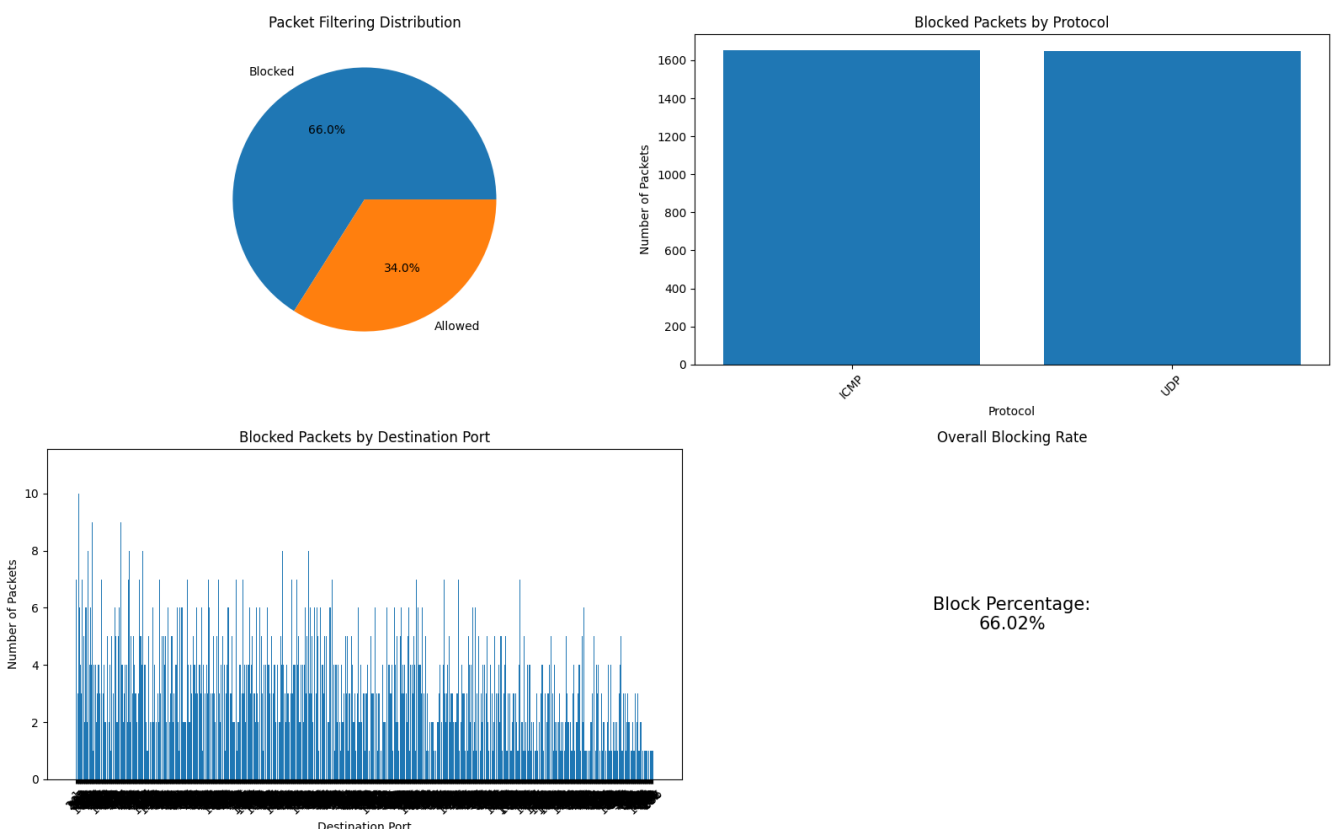 Packet Filtering Distribution
Blocked
66.0%
34.0%
Allowed
Blocked Packets by Protocol
Number of Packets
1600
1400
1200
1000
800
600
400
200
0
ICMP
UDP
Protocol
Blocked Packets by Destination Port
Number of Packets
10
8
6
4
2
0
Destination Port
Overall Blocking Rate
Block Percentage:
66.02%